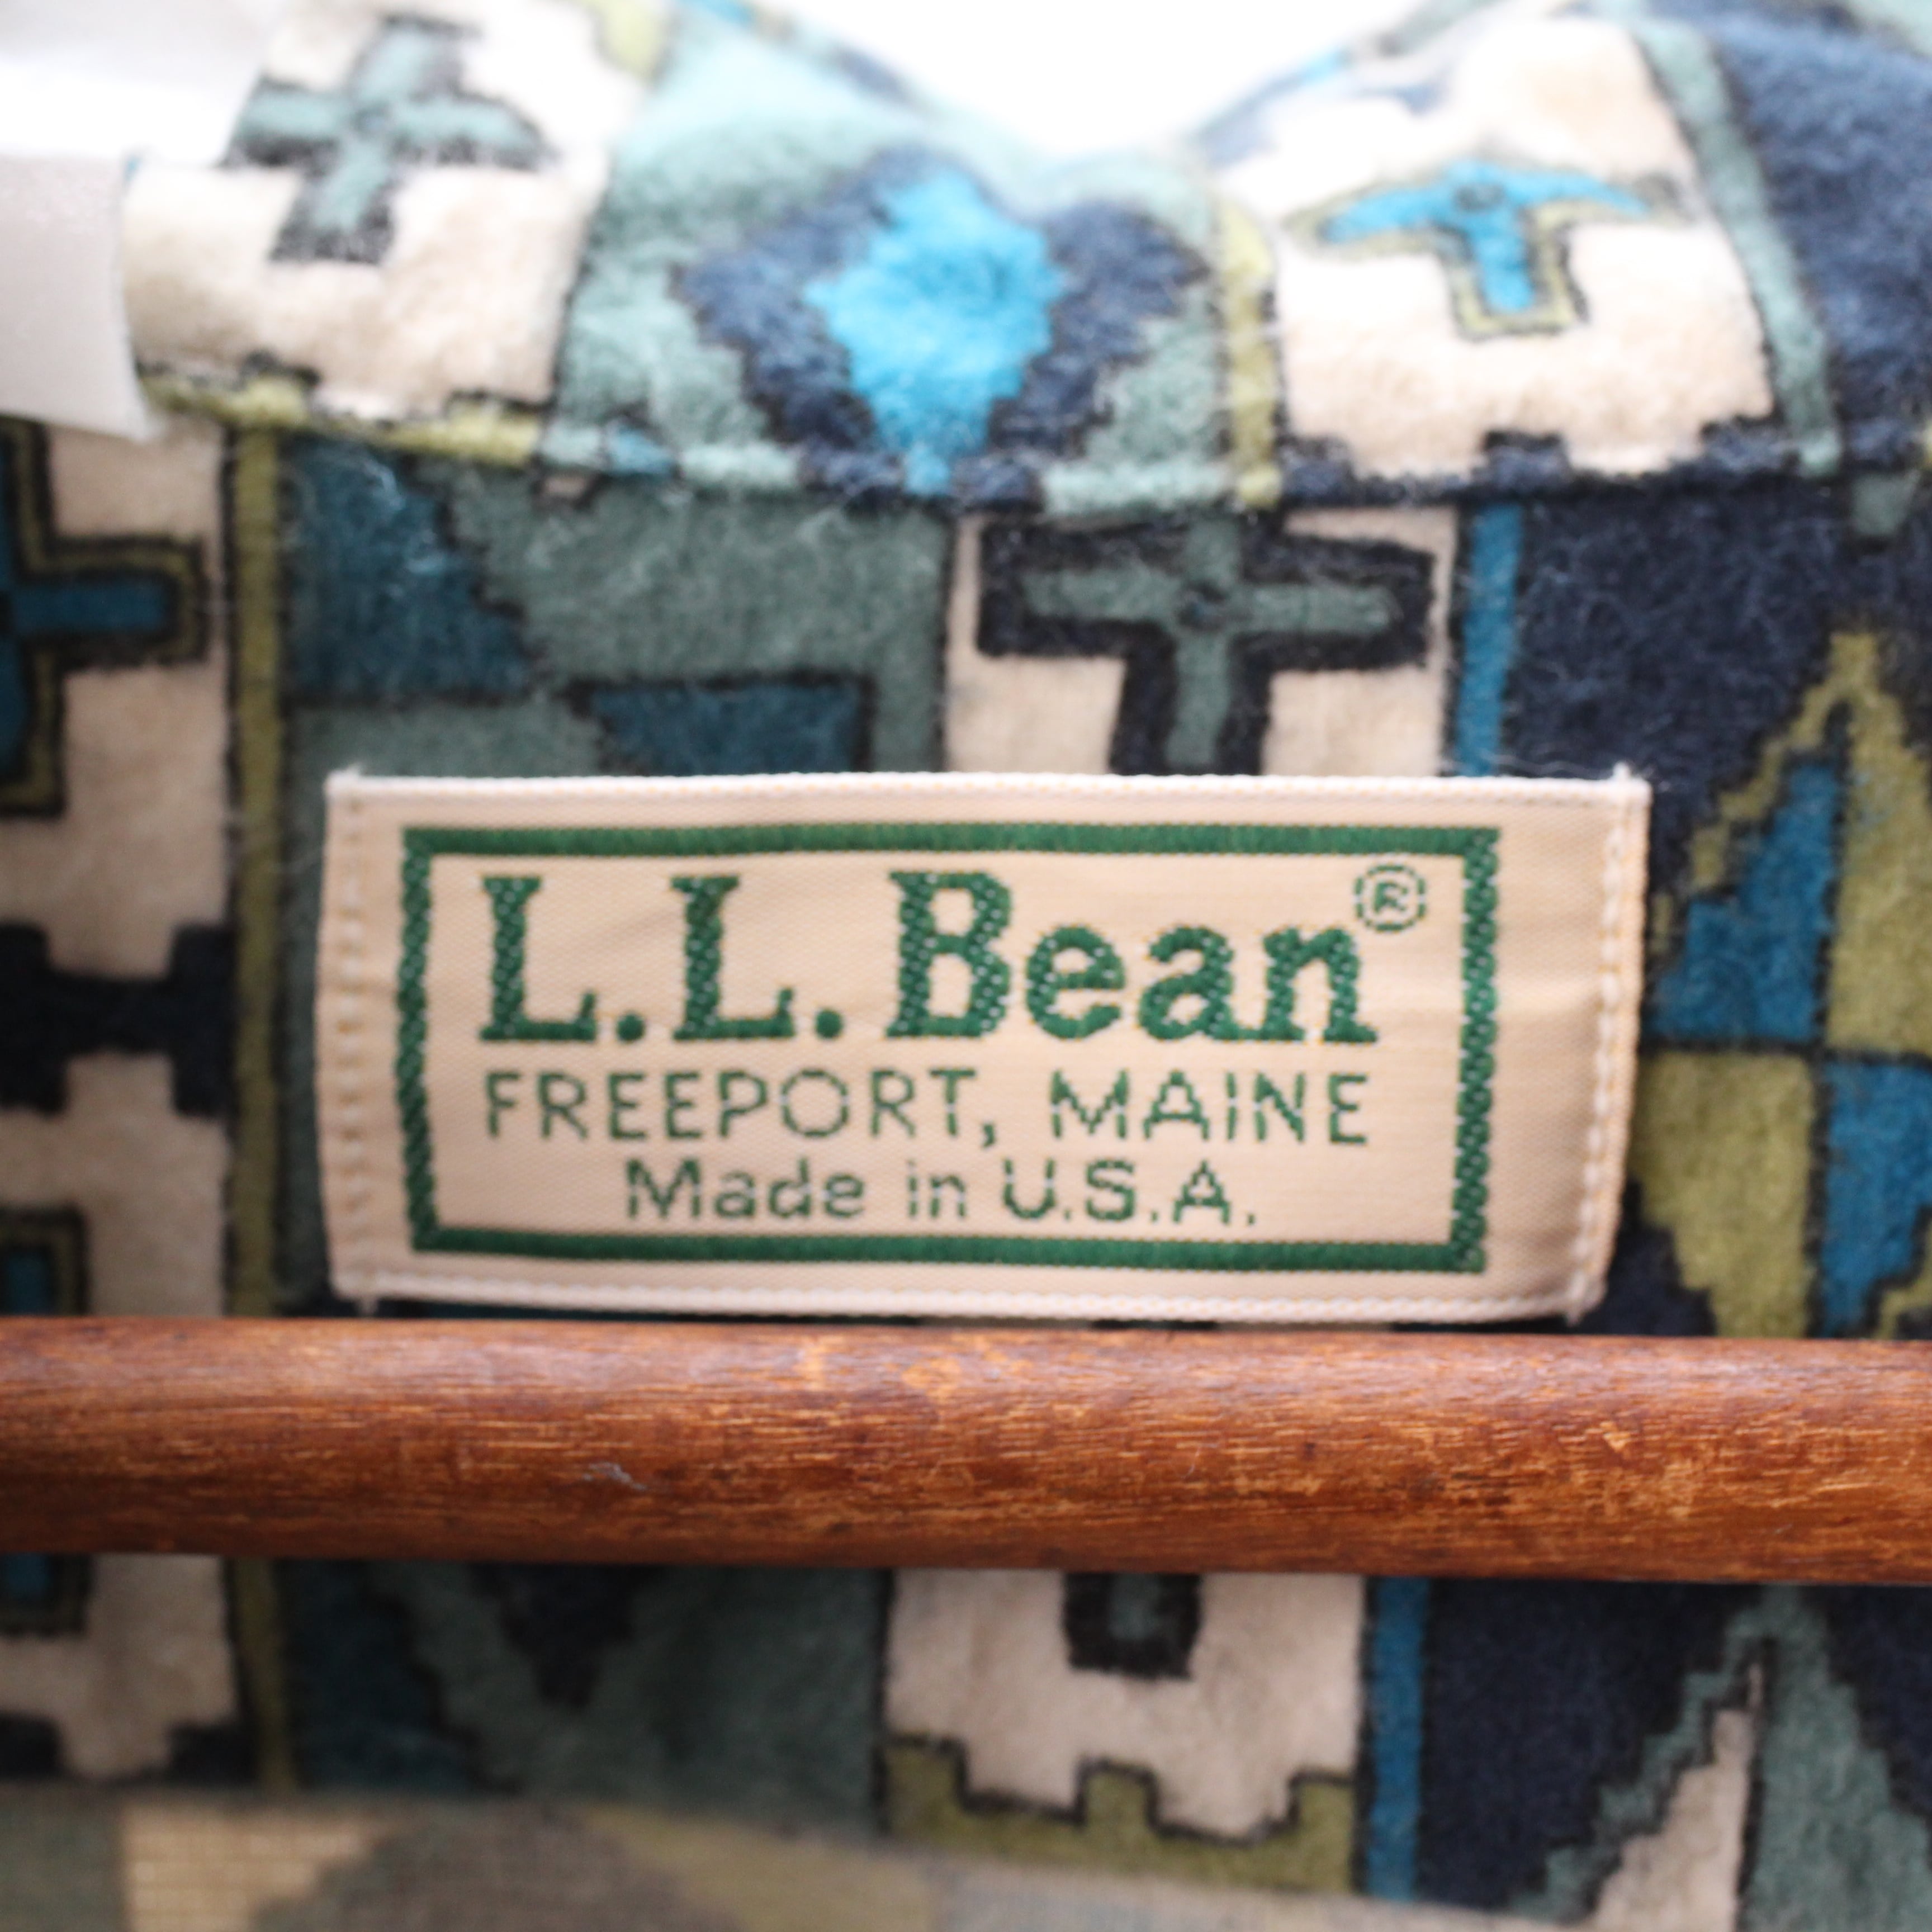 L.L.Bean®
FREEPORT, MAINE
Made in U.S.A.